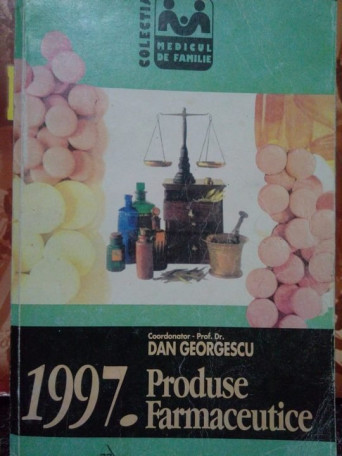 COLECȚIA
MEDICUL
DE FAMILIE
Coordonator - Prof. Dr.
DAN GEORGESCU
1997.
Produse
Farmaceutice